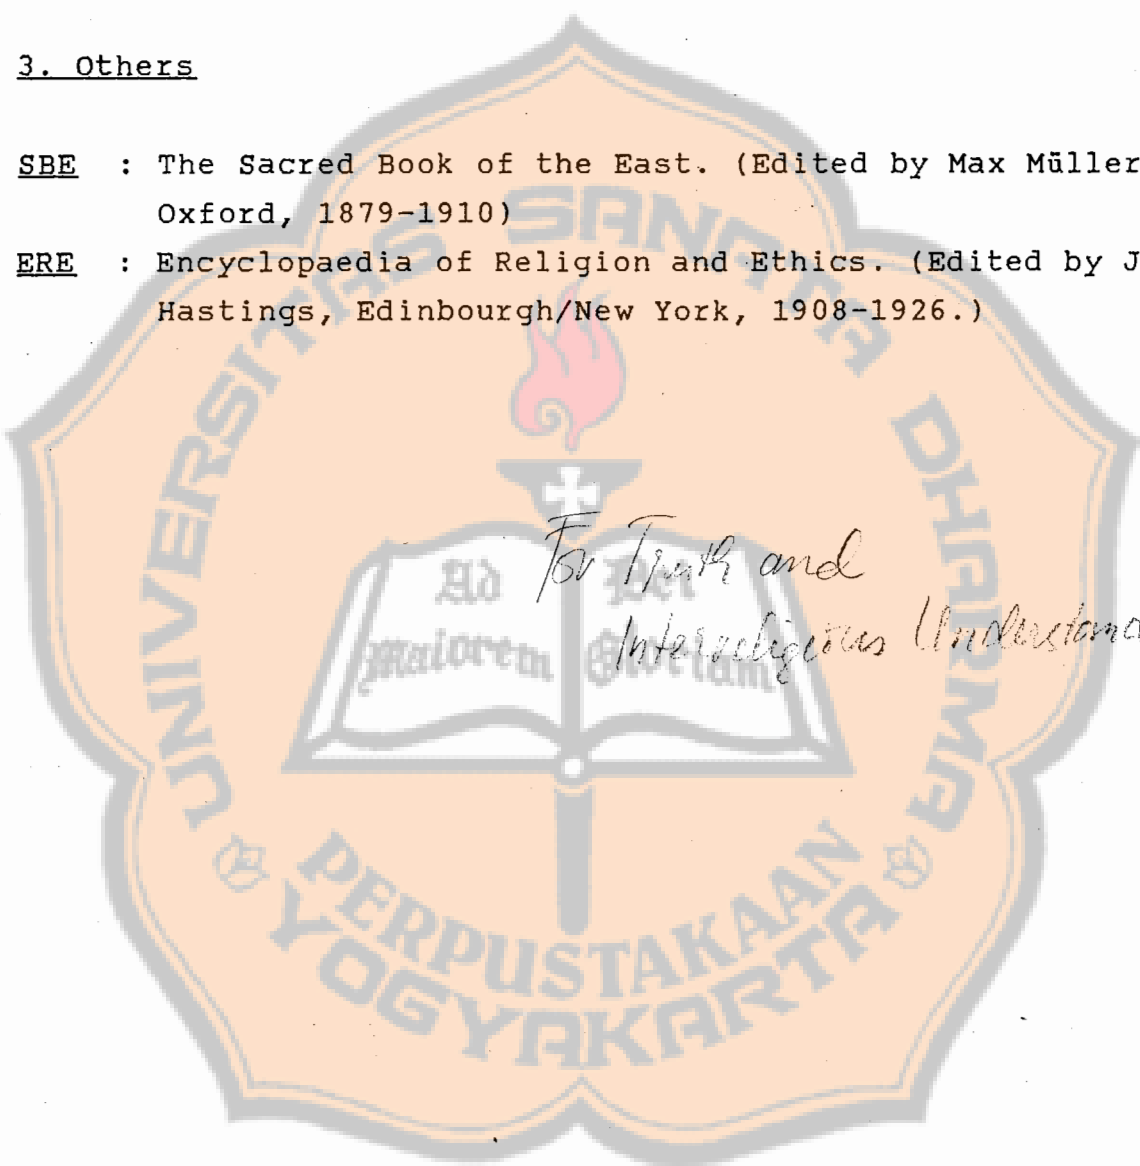 3. Others
SBE : The Sacred Book of the East. (Edited by Max Müller
Oxford, 1879-1910)
ERE : Encyclopaedia of Religion and Ethics. (Edited by J
Hastings, Edinbourgh/New York, 1908-1926.)
UNIVERSITAS SANATA DHARMA
Ad Dei
maiorem Gloriam
For Truth and
Interreligious Understand
PERPUSTAKAAN
YOGYAKARTA